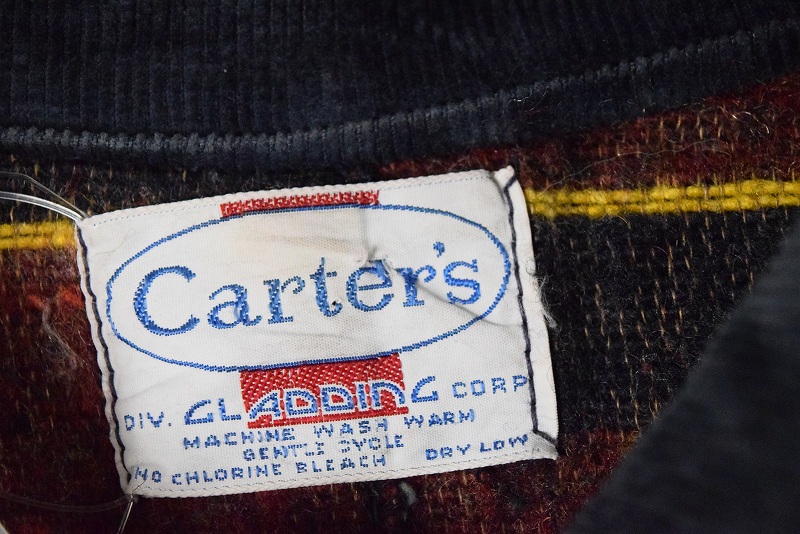 Carter's
DIV. GLADDING CORP
MACHINE WASH WARM
GENTLE CYCLE
NO CHLORINE BLEACH DRY LOW